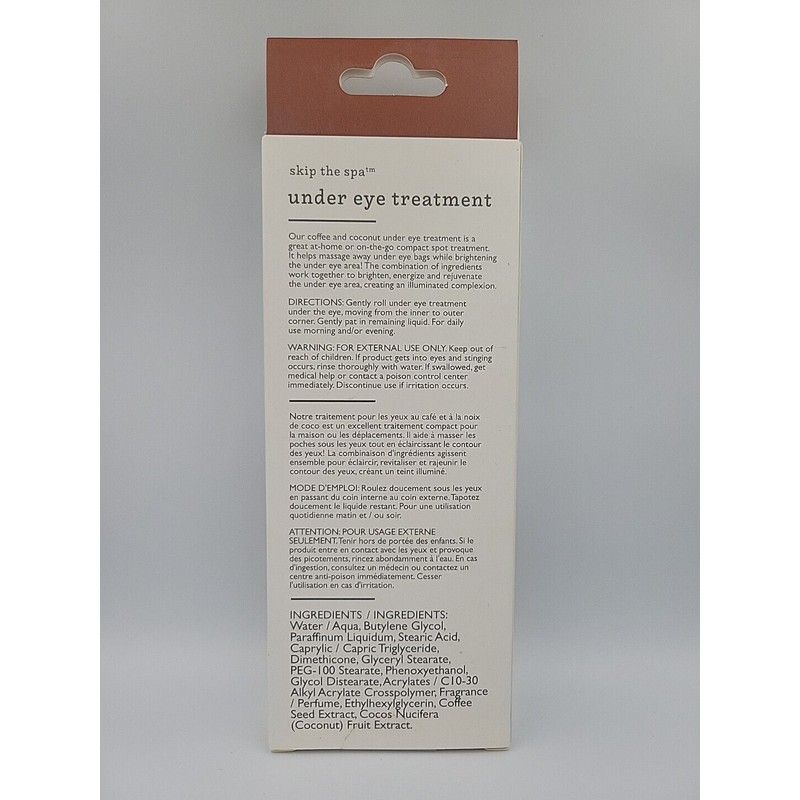 skip the spa™
under eye treatment
Our coffee and coconut under eye treatment is a
great at-home or on-the-go compact spot treatment.
It helps massage away under eye bags while brightening
the under eye area! The combination of ingredients
work together to brighten, energize and rejuvenate
the under eye area, creating an illuminated complexion.
DIRECTIONS: Gently roll under eye treatment
under the eye, moving from the inner to outer
corner. Gently pat in remaining liquid. For daily
use morning and/or evening.
WARNING: FOR EXTERNAL USE ONLY. Keep out of
reach of children. If product gets into eyes and stinging
occurs, rinse thoroughly with water. If swallowed, get
medical help or contact a poison control center
immediately. Discontinue use if irritation occurs.
Notre traitement pour les yeux au café et à la noix
de coco est un excellent traitement compact pour
la maison ou les déplacements. Il aide à masser les
poches sous les yeux tout en éclaircissant le contour
des yeux! La combinaison d'ingrédients agissent
ensemble pour éclaircir, revitaliser et rajeunir le
contour des yeux, créant un teint illuminé.
MODE D'EMPLOI: Roulez doucement sous les yeux
en passant du coin interne au coin externe. Tapotez
doucement le liquide restant. Pour une utilisation
quotidienne matin et / ou soir.
ATTENTION: POUR USAGE EXTERNE
SEULEMENT. Tenir hors de portée des enfants. Si le
produit entre en contact avec les yeux et provoque
des picotements, rincez abondamment à l'eau. En cas
d'ingestion, consultez un médecin ou contactez un
centre anti-poison immédiatement. Cesser
l'utilisation en cas d'irritation.
INGREDIENTS / INGREDIENTS:
Water / Aqua, Butylene Glycol,
Paraffinum Liquidum, Stearic Acid,
Caprylic / Capric Triglyceride,
Dimethicone, Glyceryl Stearate,
PEG-100 Stearate, Phenoxyethanol,
Glycol Distearate, Acrylates / C10-30
Alkyl Acrylate Crosspolymer, Fragrance
/ Perfume, Ethylhexylglycerin, Coffee
Seed Extract, Cocos Nucifera
(Coconut) Fruit Extract.